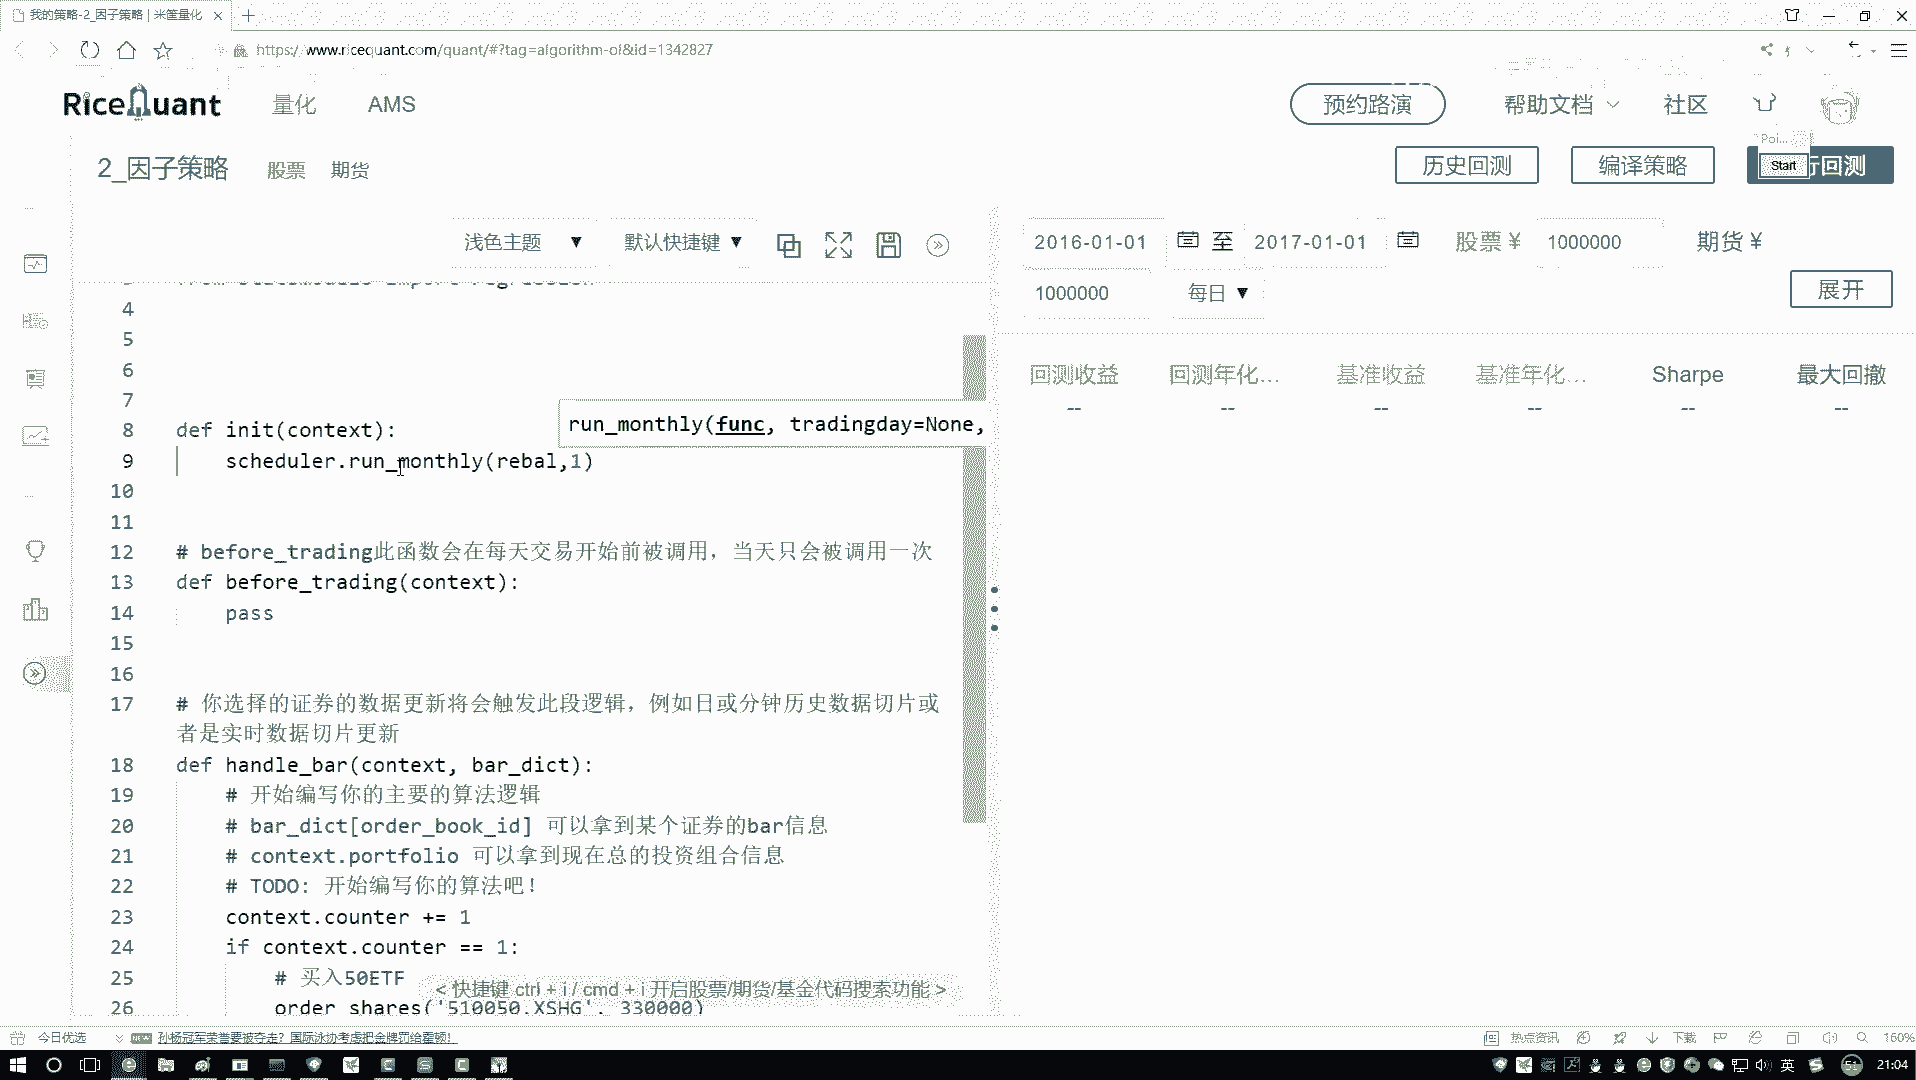 我的策略-2_因子策略 | 米筐量化
https://www.ricequant.com/quant/#?tag=algorithm-of&id=1342827
RiceQuant 量化 AMS 预约路演 帮助文档 社区
Poi...
2_因子策略 股票 期货 历史回测 编译策略 Start 行回测
浅色主题 ▼ 默认快捷键 ▼
2016-01-01 至 2017-01-01 股票 ¥ 1000000 期货 ¥
1000000 每日 ▼ 展开
回测收益 回测年化... 基准收益 基准年化... Sharpe 最大回撤
-- -- -- -- -- --
4
5
6
7
run_monthly(func, tradingday=None,
8 def init(context):
9 scheduler.run_monthly(rebal,1)
10
11
12 # before_trading此函数会在每天交易开始前被调用，当天只会被调用一次
13 def before_trading(context):
14 pass
15
16
17 # 你选择的证券的数据更新将会触发此段逻辑，例如日或分钟历史数据切片或
者是实时数据切片更新
18 def handle_bar(context, bar_dict):
19 # 开始编写你的主要的算法逻辑
20 # bar_dict[order_book_id] 可以拿到某个证券的bar信息
21 # context.portfolio 可以拿到现在总的投资组合信息
22 # TODO: 开始编写你的算法吧！
23 context.counter += 1
24 if context.counter == 1:
25 # 买入50ETF
< 快捷键 ctrl + i / cmd + i 开启股票/期货/基金代码搜索功能 >
26 order_shares('510050.XSHG', 330000)
今日优选 孙杨冠军荣誉要被夺走？国际泳协考虑把金牌罚给霍顿！ 热点资讯 下载 160%
英 51 21:04